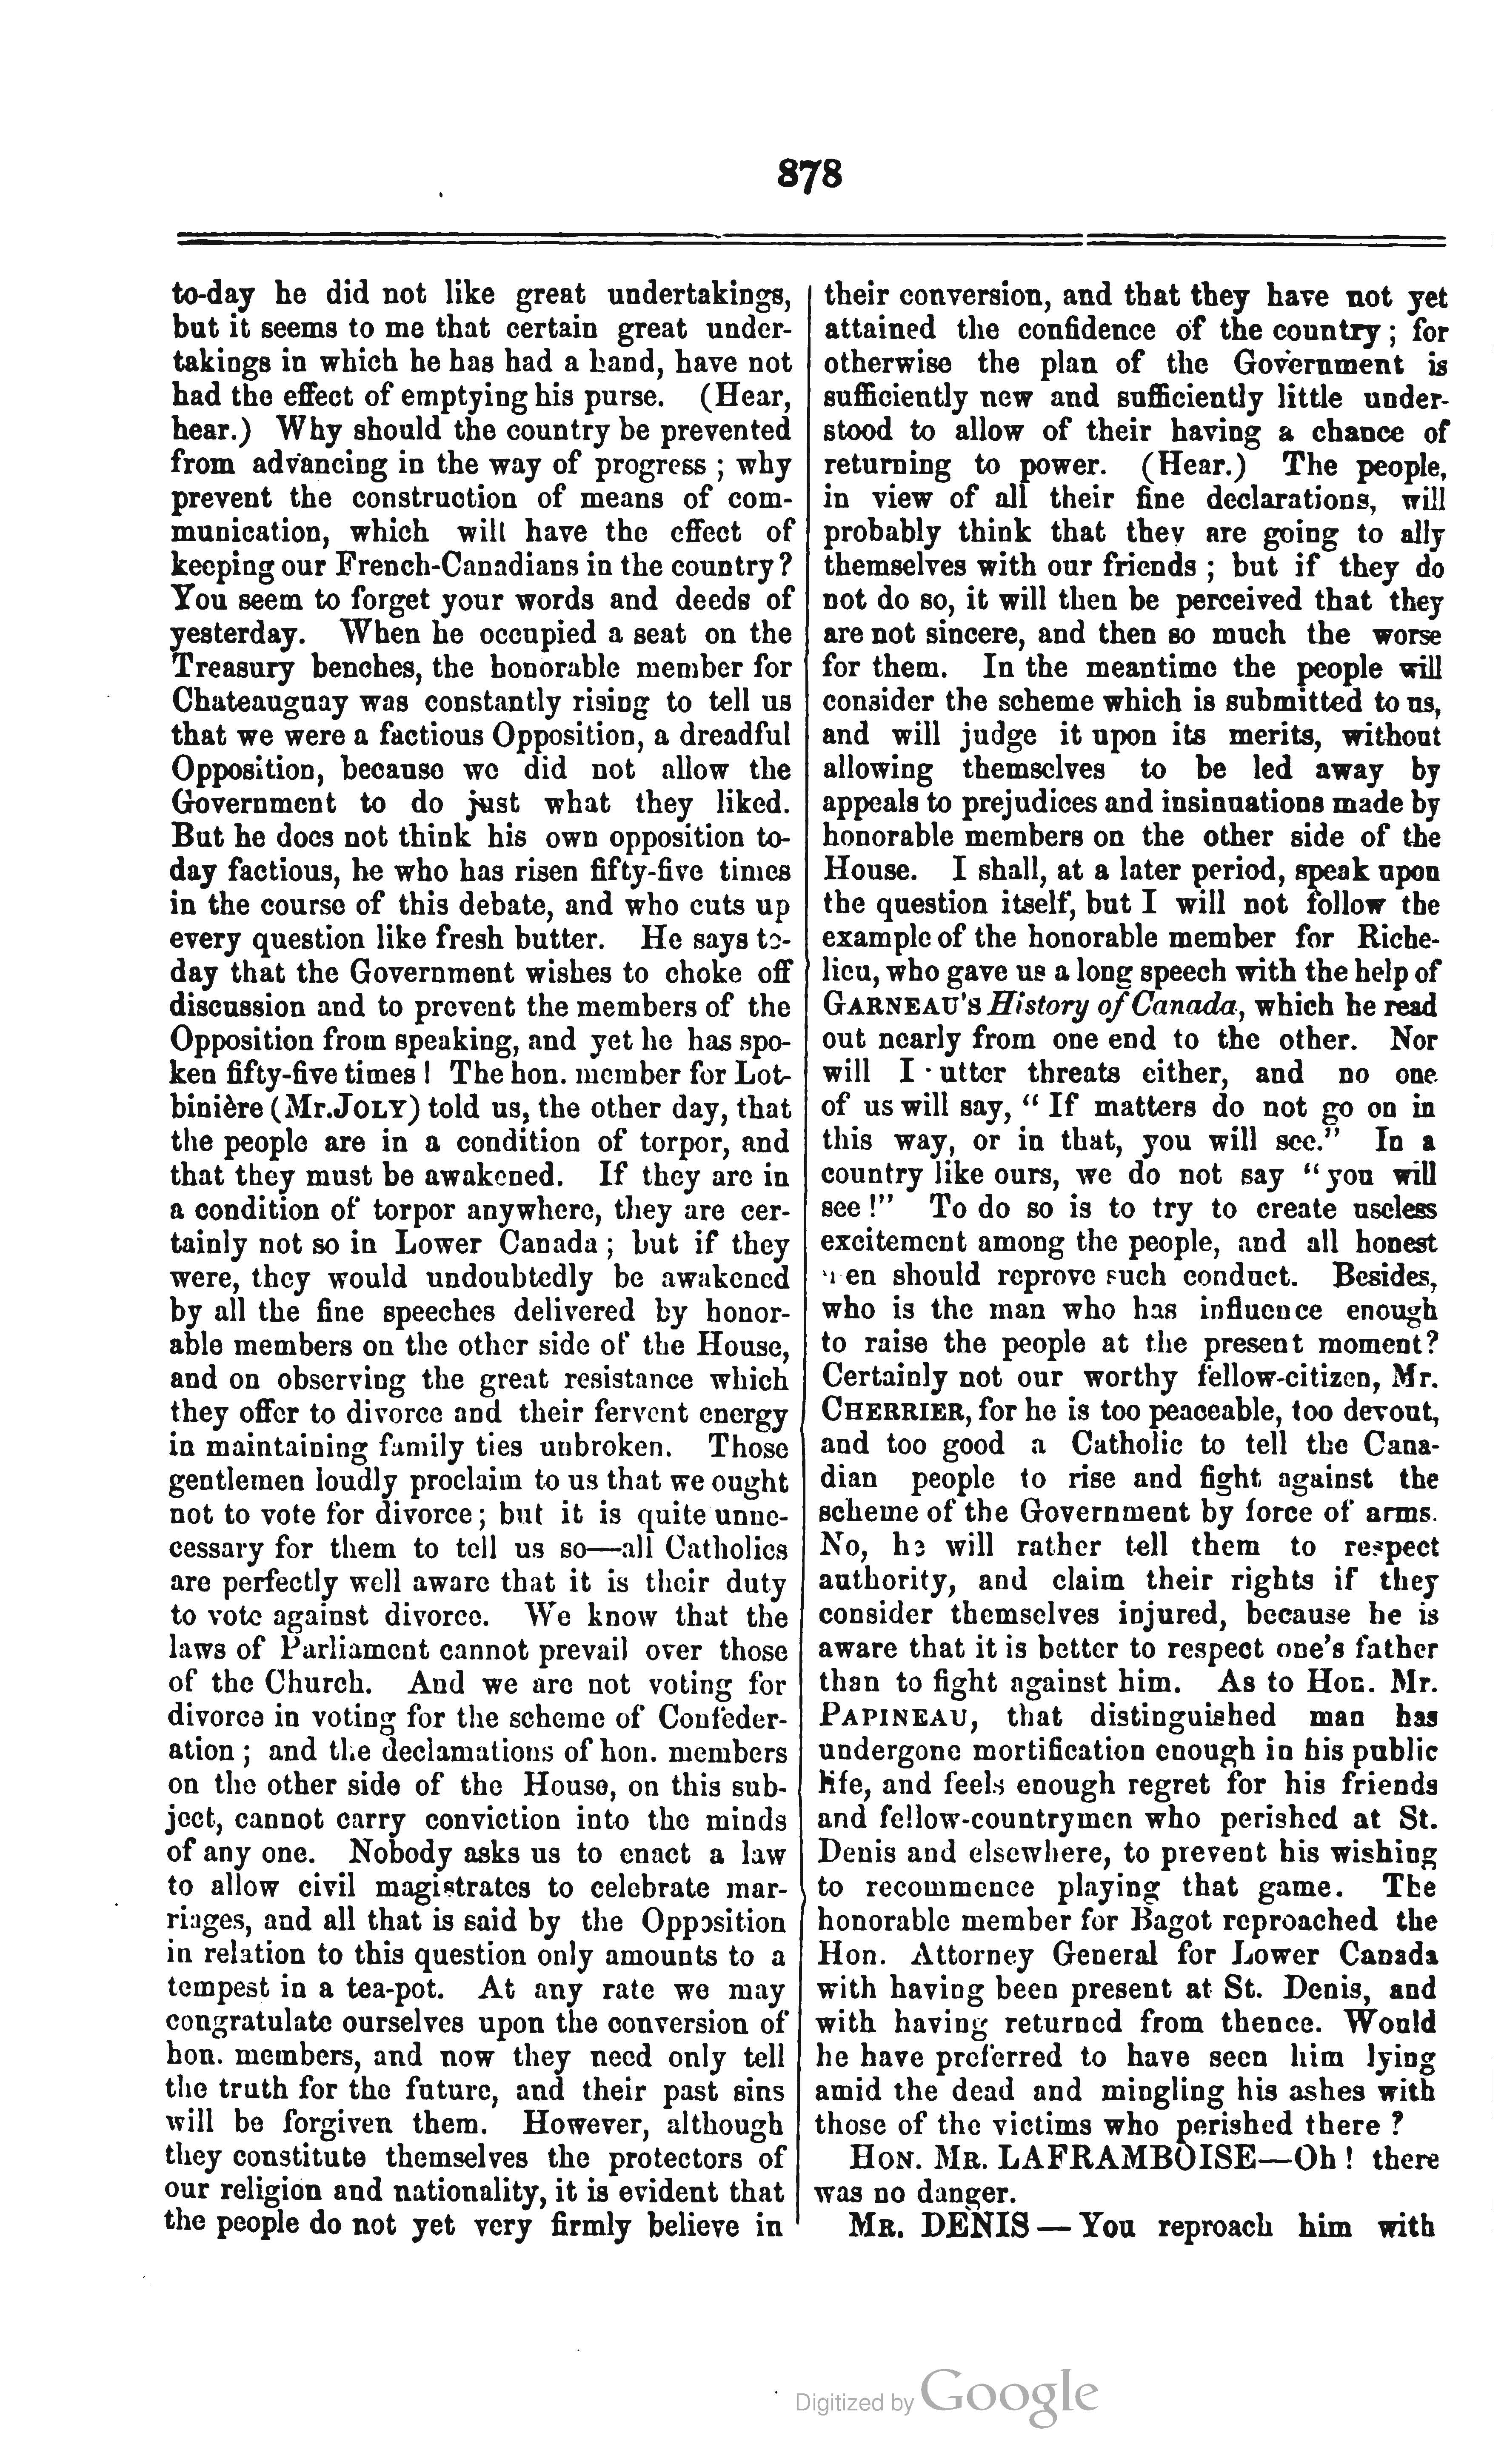 878
to-day he did not like great undertakings,
but it seems to me that certain great under-
takings in which he has had a hand, have not
had the effect of emptying his purse. (Hear,
hear.) Why should the country be prevented
from advancing in the way of progress ; why
prevent the construction of means of com-
munication, which will have the effect of
keeping our French-Canadians in the country?
You seem to forget your words and deeds of
yesterday. When he occupied a seat on the
Treasury benches, the honorable member for
Chateauguay was constantly rising to tell us
that we were a factious Opposition, a dreadful
Opposition, because we did not allow the
Government to do just what they liked.
But he does not think his own opposition to-
day factious, he who has risen fifty-five times
in the course of this debate, and who cuts up
every question like fresh butter. He says to-
day that the Government wishes to choke off
discussion and to prevent the members of the
Opposition from speaking, and yet he has spo-
ken fifty-five times ! The hon. member for Lot-
binière (Mr. JOLY) told us, the other day, that
the people are in a condition of torpor, and
that they must be awakened. If they are in
a condition of torpor anywhere, they are cer-
tainly not so in Lower Canada ; but if they
were, they would undoubtedly be awakened
by all the fine speeches delivered by honor-
able members on the other side of the House,
and on observing the great resistance which
they offer to divorce and their fervent energy
in maintaining family ties unbroken. Those
gentlemen loudly proclaim to us that we ought
not to vote for divorce ; but it is quite unne-
cessary for them to tell us so—all Catholics
are perfectly well aware that it is their duty
to vote against divorce. We know that the
laws of Parliament cannot prevail over those
of the Church. And we are not voting for
divorce in voting for the scheme of Confeder-
ation ; and the declamations of hon. members
on the other side of the House, on this sub-
ject, cannot carry conviction into the minds
of any one. Nobody asks us to enact a law
to allow civil magistrates to celebrate mar-
riages, and all that is said by the Opposition
in relation to this question only amounts to a
tempest in a tea-pot. At any rate we may
congratulate ourselves upon the conversion of
hon. members, and now they need only tell
the truth for the future, and their past sins
will be forgiven them. However, although
they constitute themselves the protectors of
our religion and nationality, it is evident that
the people do not yet very firmly believe in
their conversion, and that they have not yet
attained the confidence of the country ; for
otherwise the plan of the Government is
sufficiently new and sufficiently little under-
stood to allow of their having a chance of
returning to power. (Hear.) The people,
in view of all their fine declarations, will
probably think that they are going to ally
themselves with our friends ; but if they do
not do so, it will then be perceived that they
are not sincere, and then so much the worse
for them. In the meantime the people will
consider the scheme which is submitted to us,
and will judge it upon its merits, without
allowing themselves to be led away by
appeals to prejudices and insinuations made by
honorable members on the other side of the
House. I shall, at a later period, speak upon
the question itself, but I will not follow the
example of the honorable member for Riche-
lieu, who gave us a long speech with the help of
GARNEAU'S History of Canada, which he read
out nearly from one end to the other. Nor
will I utter threats either, and no one
of us will say, “ If matters do not go on in
this way, or in that, you will see.” In a
country like ours, we do not say “ you will
see !” To do so is to try to create useless
excitement among the people, and all honest
men should reprove such conduct. Besides,
who is the man who has influence enough
to raise the people at the present moment?
Certainly not our worthy fellow-citizen, Mr.
CHERRIER, for he is too peaceable, too devout,
and too good a Catholic to tell the Cana-
dian people to rise and fight against the
scheme of the Government by force of arms.
No, he will rather tell them to respect
authority, and claim their rights if they
consider themselves injured, because he is
aware that it is better to respect one's father
than to fight against him. As to Hon. Mr.
PAPINEAU, that distinguished man has
undergone mortification enough in his public
life, and feels enough regret for his friends
and fellow-countrymen who perished at St.
Denis and elsewhere, to prevent his wishing
to recommence playing that game. The
honorable member for Bagot reproached the
Hon. Attorney General for Lower Canada
with having been present at St. Denis, and
with having returned from thence. Would
he have preferred to have seen him lying
amid the dead and mingling his ashes with
those of the victims who perished there ?
HON. MR. LAFRAMBOISE—Oh ! there
was no danger.
MR. DENIS — You reproach him with
Digitized by Google